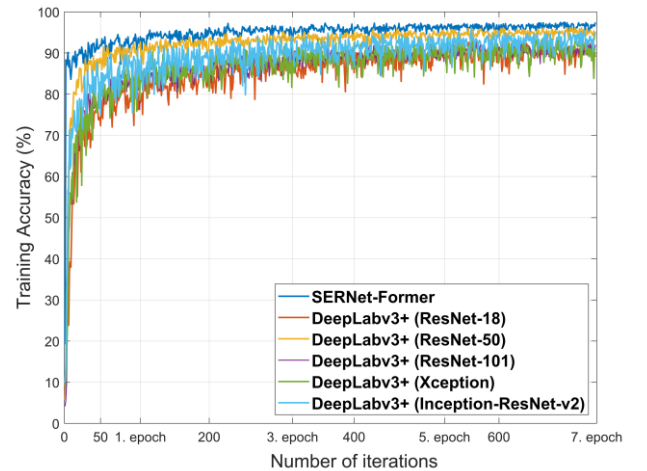 100
90
80
70
60
50
40
30
20
10
0
Training Accuracy (%)
SERNet-Former
DeepLabv3+ (ResNet-18)
DeepLabv3+ (ResNet-50)
DeepLabv3+ (ResNet-101)
DeepLabv3+ (Xception)
DeepLabv3+ (Inception-ResNet-v2)
0 50 1. epoch 200 3. epoch 400 5. epoch 600 7. epoch
Number of iterations